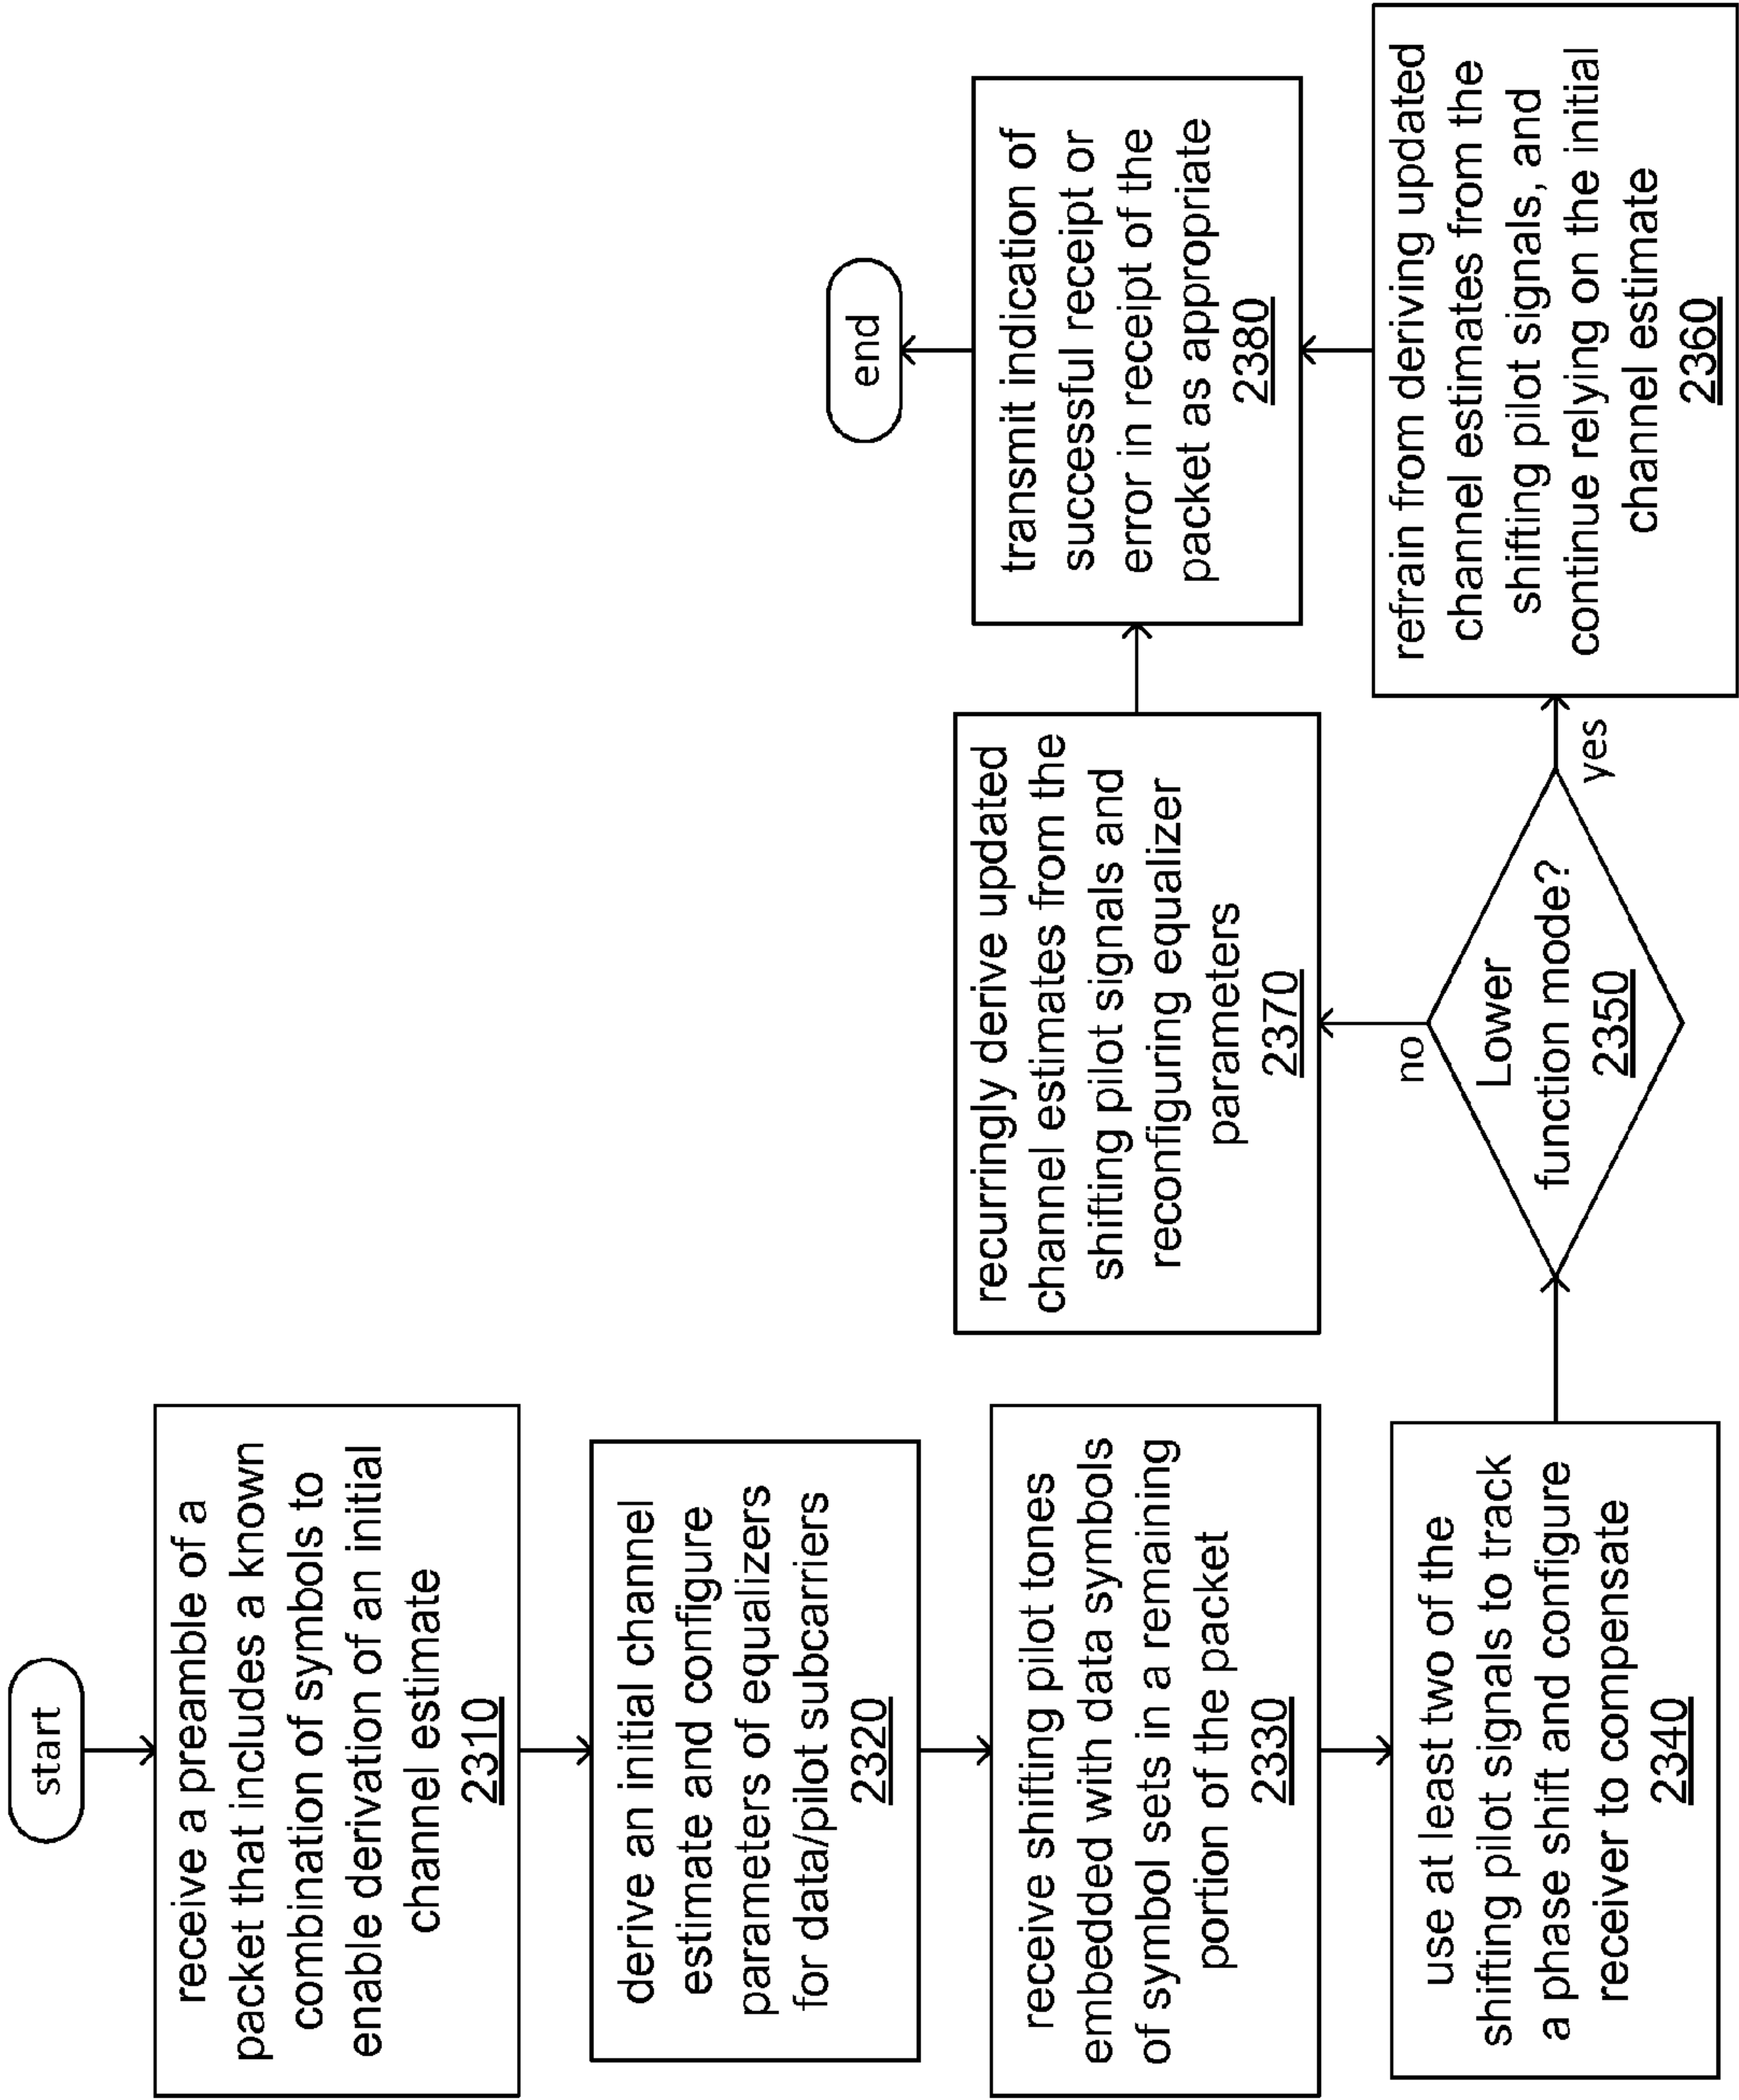 start
receive a preamble of a
packet that includes a known
combination of symbols to
enable derivation of an initial
channel estimate
2310
derive an initial channel
estimate and configure
parameters of equalizers
for data/pilot subcarriers
2320
receive shifting pilot tones
embedded with data symbols
of symbol sets in a remaining
portion of the packet
2330
use at least two of the
shifting pilot signals to track
a phase shift and configure
receiver to compensate
2340
Lower
function mode?
2350
no
yes
recurringly derive updated
channel estimates from the
shifting pilot signals and
reconfiguring equalizer
parameters
2370
refrain from deriving updated
channel estimates from the
shifting pilot signals, and
continue relying on the initial
channel estimate
2360
transmit indication of
successful receipt or
error in receipt of the
packet as appropriate
2380
end